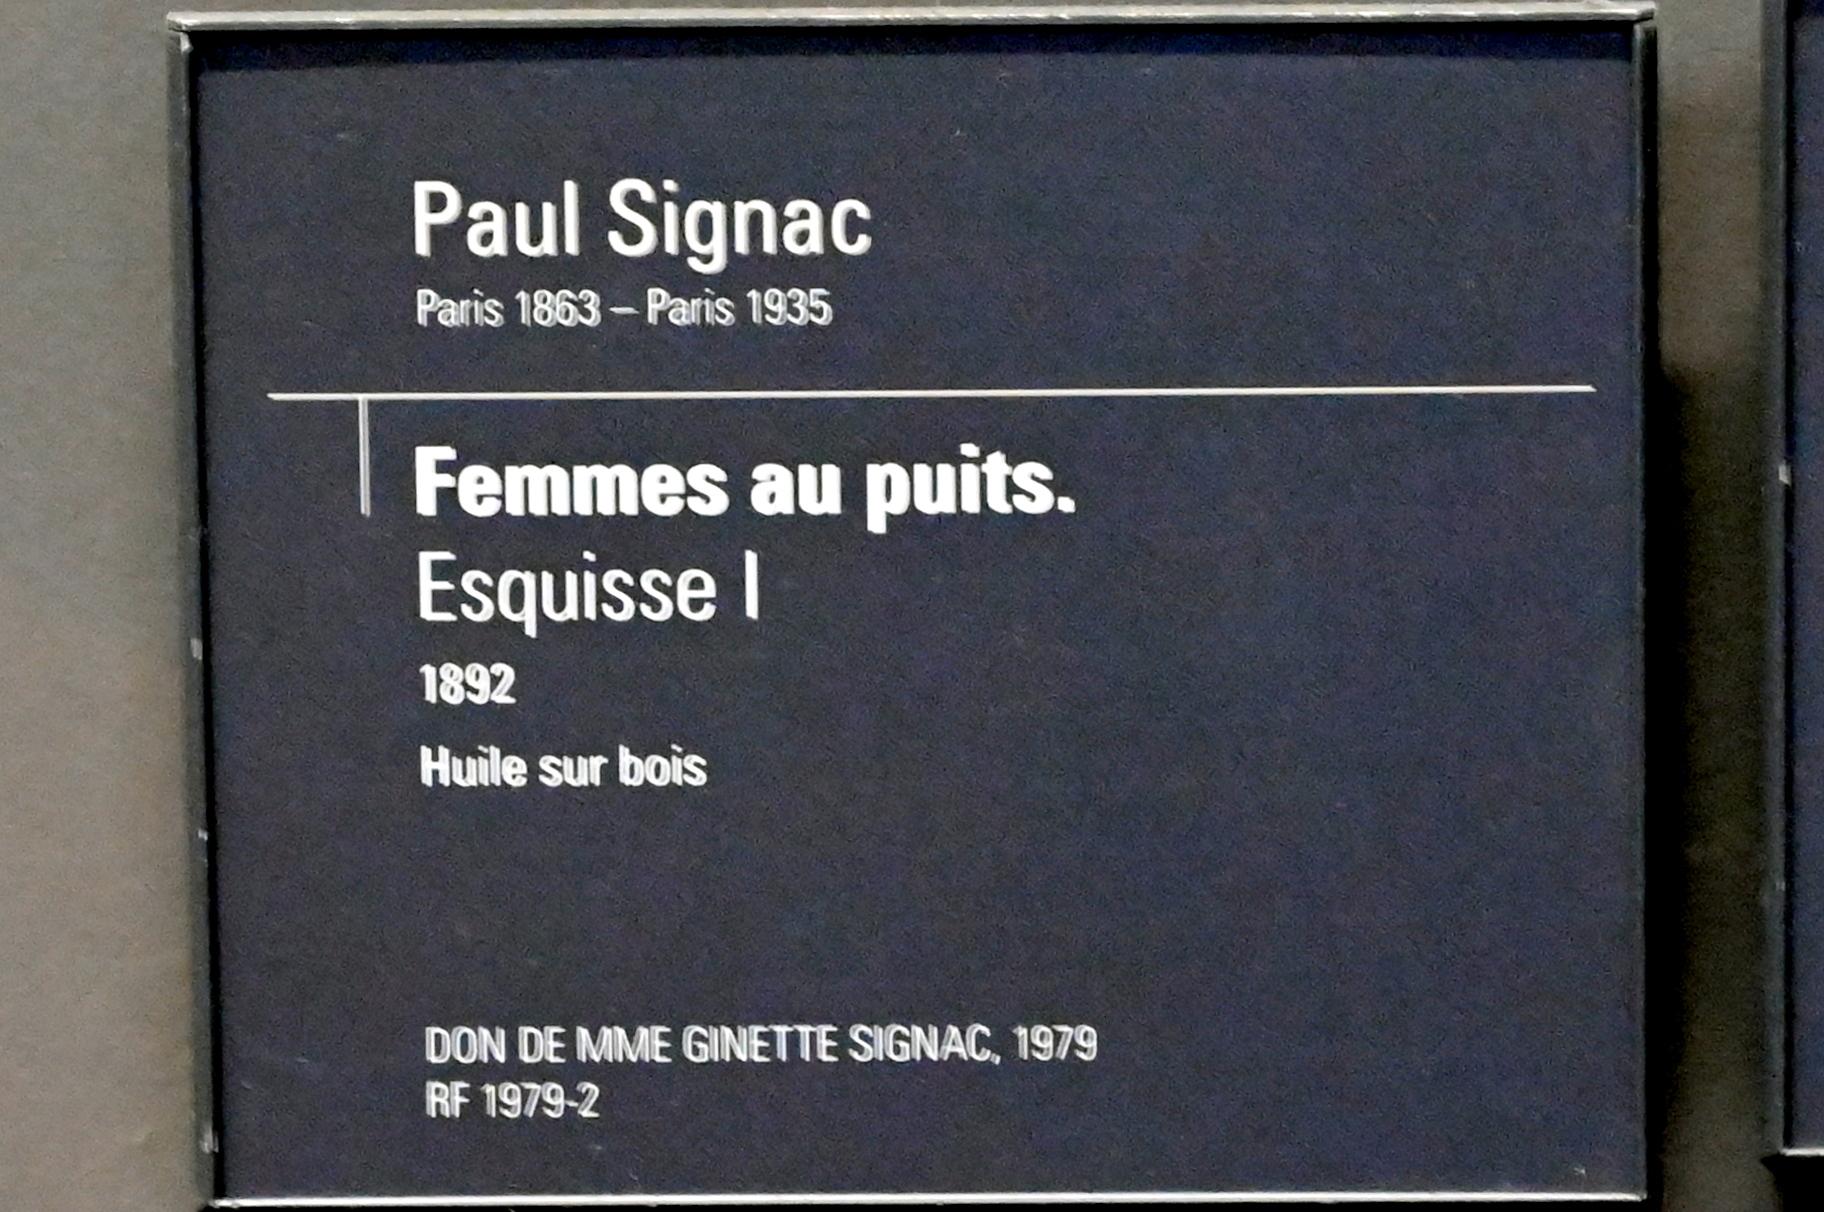 Paul Signac
Paris 1863 – Paris 1935
Femmes au puits.
Esquisse I
1892
Huile sur bois
DON DE MME GINETTE SIGNAC, 1979
RF 1979-2